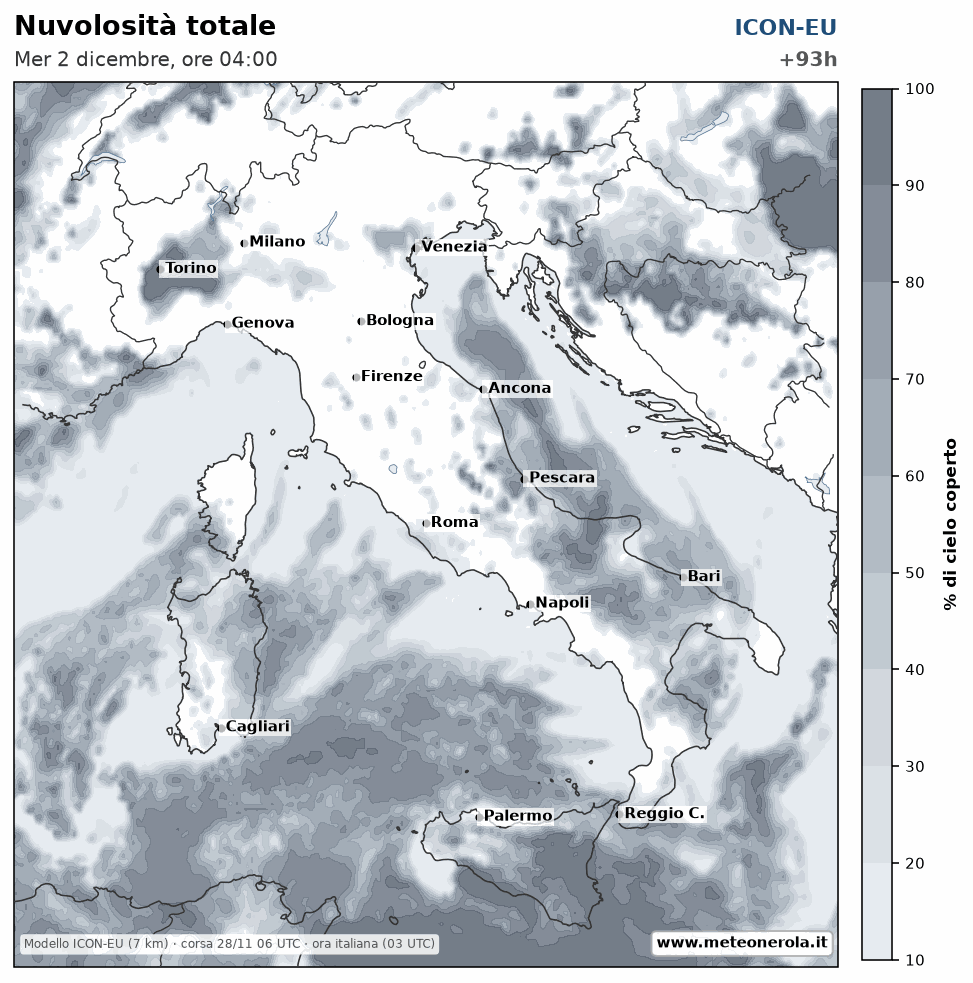 Nuvolosità totale
ICON-EU
Mer 2 dicembre, ore 04:00
+93h
Milano
Venezia
Torino
Genova
Bologna
Firenze
Ancona
Pescara
Roma
Bari
Napoli
Cagliari
Palermo
Reggio C.
Modello ICON-EU (7 km) · corsa 28/11 06 UTC · ora italiana (03 UTC)
www.meteonerola.it
100
90
80
70
60
50
40
30
20
10
% di cielo coperto